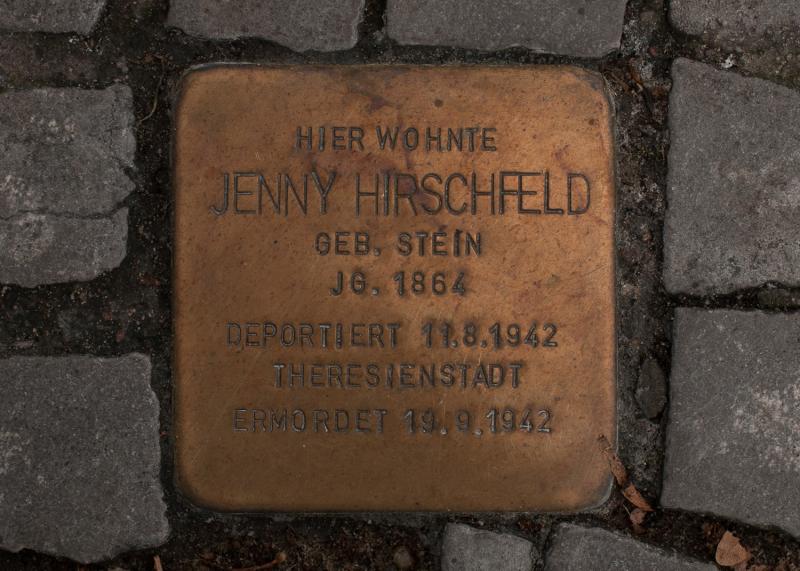 HIER WOHNTE
JENNY HIRSCHFELD
GEB. STEIN
JG. 1864
DEPORTIERT 11.8.1942
THERESIENSTADT
ERMORDET 19.9.1942